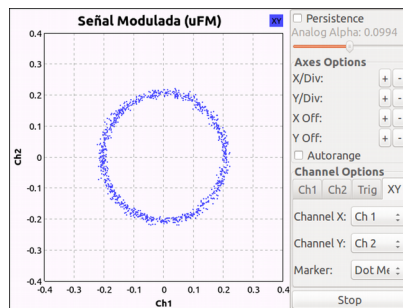 Señal Modulada (uFM)
XY
Ch2
0.4
0.3
0.2
0.1
0
-0.1
-0.2
-0.3
-0.4
-0.4 -0.3 -0.2 -0.1 0 0.1 0.2 0.3 0.4
Ch1
Persistence
Analog Alpha: 0.0994
Axes Options
X/Div: + -
Y/Div: + -
X Off: + -
Y Off: + -
Autorange
Channel Options
Ch1 Ch2 Trig XY
Channel X: Ch 1
Channel Y: Ch 2
Marker: Dot Me
Stop